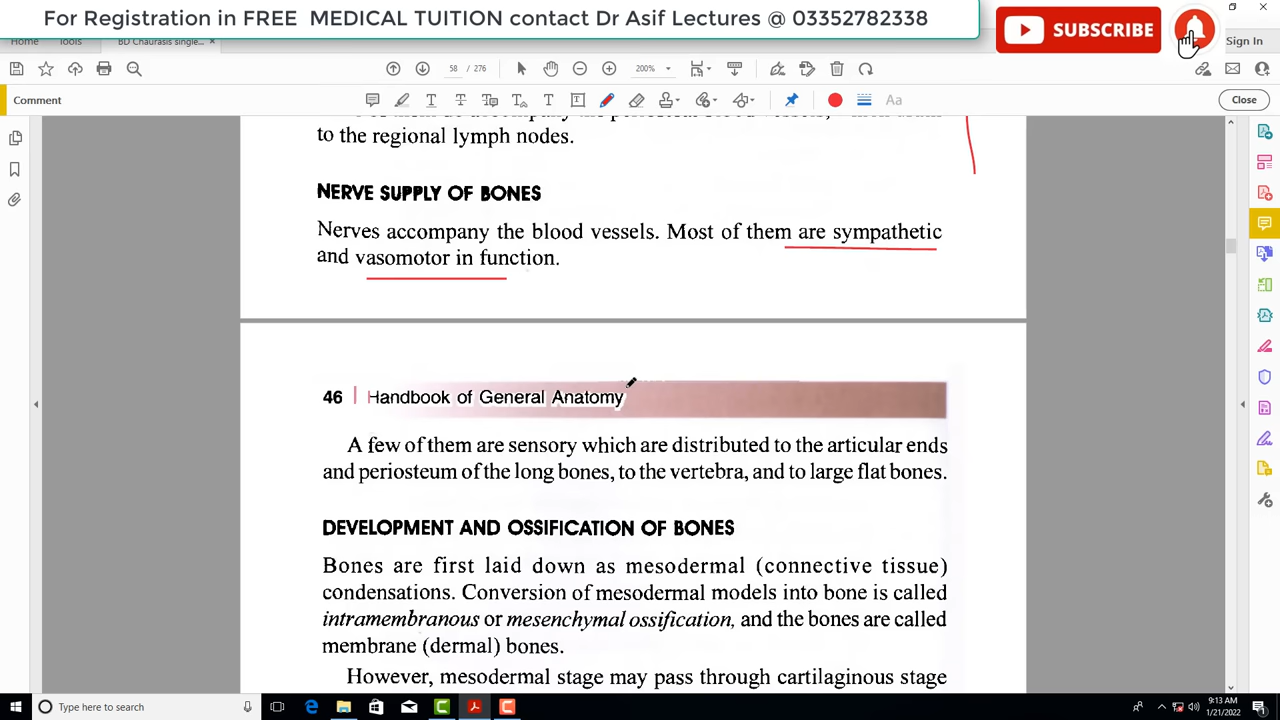 For Registration in FREE MEDICAL TUITION contact Dr Asif Lectures @ 03352782338
SUBSCRIBE
Home Tools BD Chaurasis single... Sign In
58 / 276 200%
Comment Close
to the regional lymph nodes.
NERVE SUPPLY OF BONES
Nerves accompany the blood vessels. Most of them are sympathetic
and vasomotor in function.
46 Handbook of General Anatomy
A few of them are sensory which are distributed to the articular ends
and periosteum of the long bones, to the vertebra, and to large flat bones.
DEVELOPMENT AND OSSIFICATION OF BONES
Bones are first laid down as mesodermal (connective tissue)
condensations. Conversion of mesodermal models into bone is called
intramembranous or mesenchymal ossification, and the bones are called
membrane (dermal) bones.
However, mesodermal stage may pass through cartilaginous stage
Type here to search
9:13 AM
1/21/2022